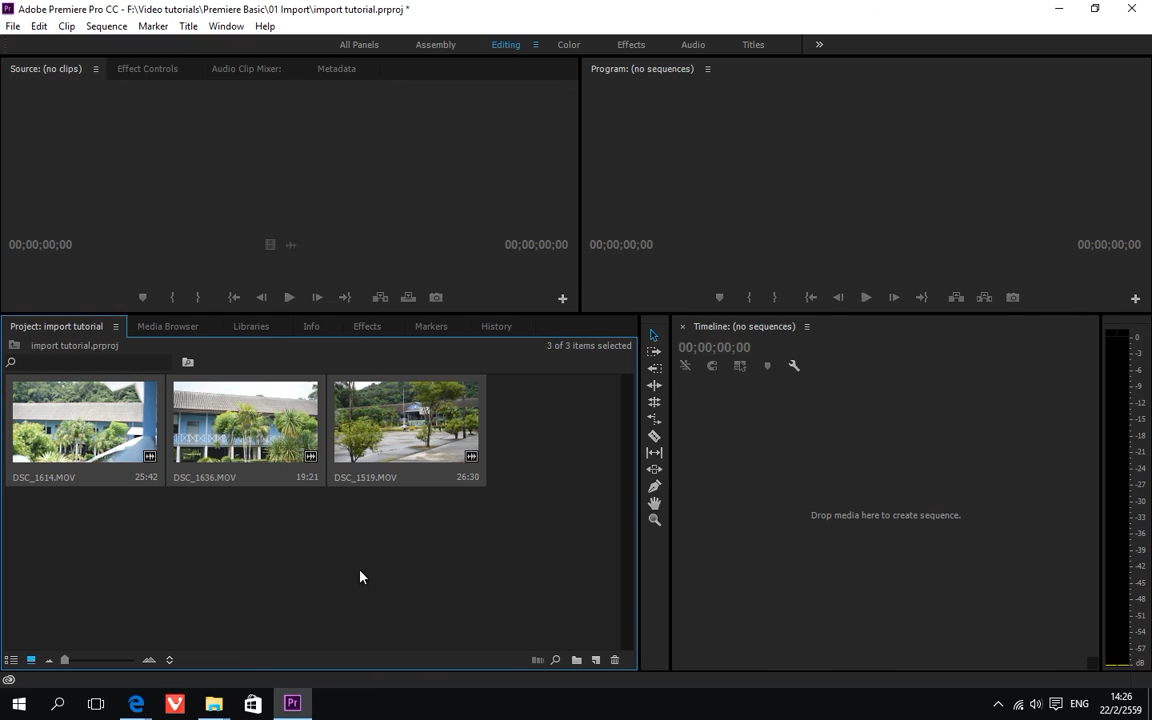 Adobe Premiere Pro CC - F:\Video tutorials\Premiere Basic\01 Import\import tutorial.prproj *
File Edit Clip Sequence Marker Title Window Help
All Panels Assembly Editing Color Effects Audio Titles
Source: (no clips) Effect Controls Audio Clip Mixer: Metadata
Program: (no sequences)
00;00;00;00 00;00;00;00
00;00;00;00 00;00;00;00
Project: import tutorial Media Browser Libraries Info Effects Markers History
import tutorial.prproj 3 of 3 items selected
DSC_1614.MOV 25:42
DSC_1636.MOV 19:21
DSC_1519.MOV 26:30
Timeline: (no sequences)
00;00;00;00
Drop media here to create sequence.
0
-3
-6
-9
-12
-15
-18
-21
-24
-27
-30
-33
-36
-39
-42
-45
-48
-51
-54
-57
dB
Pr
ENG
14:26
22/2/2559